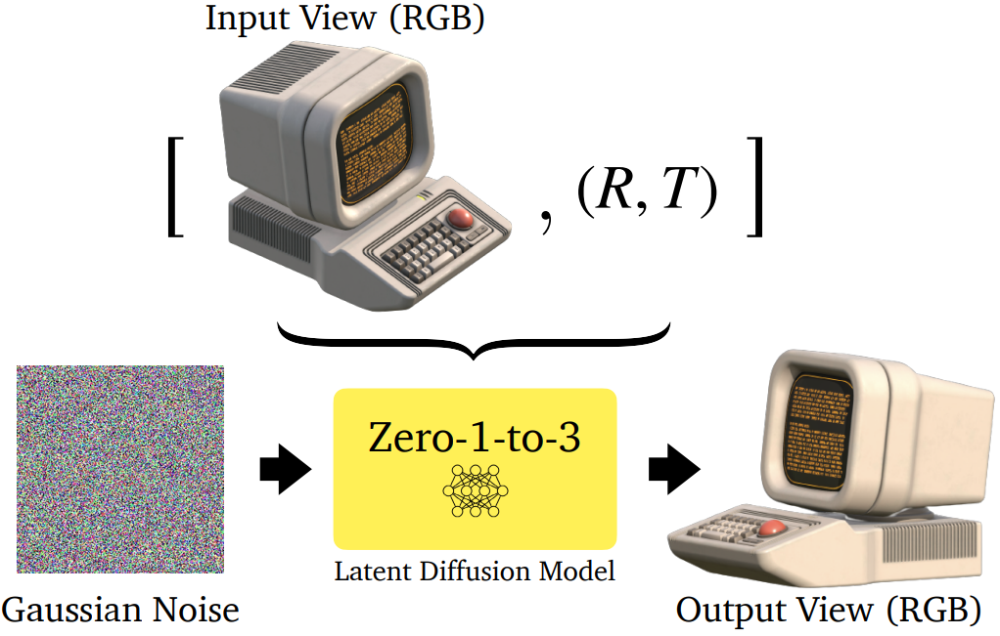 Input View (RGB)
[ , (R, T) ]
Zero-1-to-3
Latent Diffusion Model
Gaussian Noise
Output View (RGB)